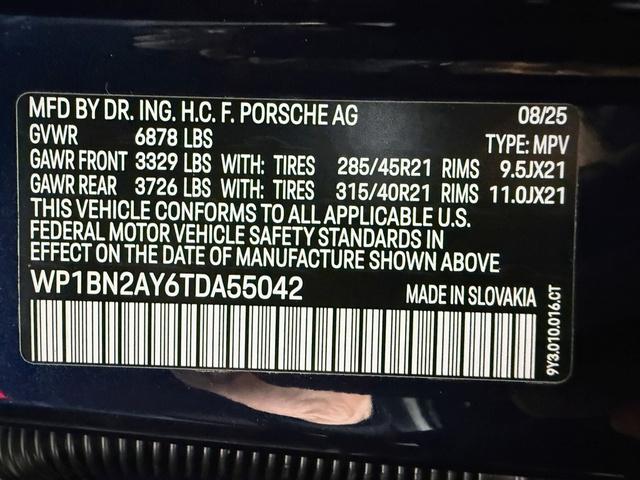 MFD BY DR. ING. H.C. F. PORSCHE AG 08/25
GVWR 6878 LBS TYPE: MPV
GAWR FRONT 3329 LBS WITH: TIRES 285/45R21 RIMS 9.5JX21
GAWR REAR 3726 LBS WITH: TIRES 315/40R21 RIMS 11.0JX21
THIS VEHICLE CONFORMS TO ALL APPLICABLE U.S.
FEDERAL MOTOR VEHICLE SAFETY STANDARDS IN
EFFECT ON THE DATE OF MANUFACTURE SHOWN ABOVE
WP1BN2AY6TDA55042 MADE IN SLOVAKIA
9Y3.010.016.CT